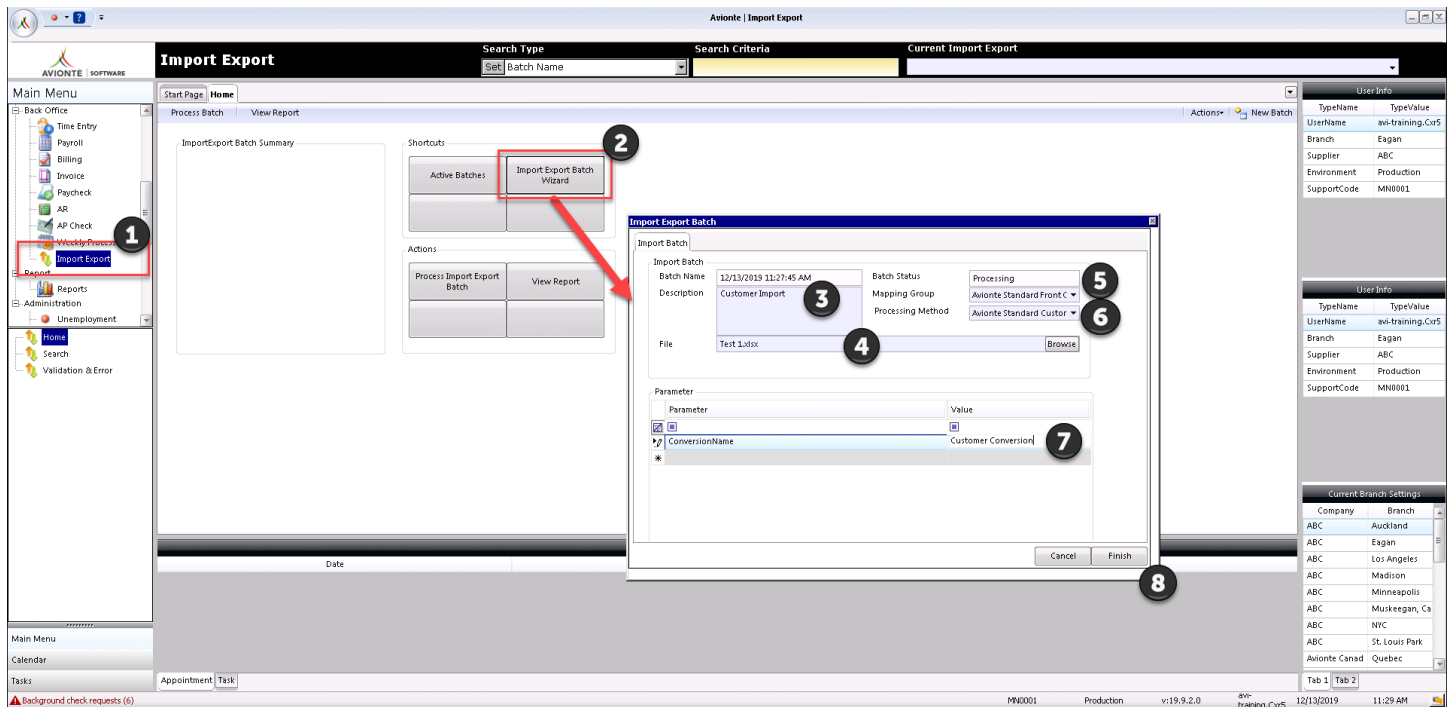 Avionte | Import Export
?
AVIONTE | SOFTWARE
Import Export
Search Type
Set Batch Name
Search Criteria
Current Import Export
Main Menu
Back Office
Time Entry
Payroll
Billing
Invoice
Paycheck
AR
AP Check
1
Weekly Process
Import Export
Report
Reports
Administration
Unemployment
Home
Search
Validation & Error
Main Menu
Calendar
Tasks
Start Page Home
Process Batch View Report
Actions New Batch
ImportExport Batch Summary
Shortcuts
2
Active Batches
Import Export Batch
Wizard
Actions
Process Import Export
Batch
View Report
Import Export Batch
Import Batch
Import Batch
Batch Name 12/13/2019 11:27:45 AM
Batch Status Processing
5
Description Customer Import
3
Mapping Group Avionte Standard Front C
Processing Method Avionte Standard Custor
6
File Test 1.xlsx
4
Browse
Parameter
Parameter Value
ConversionName Customer Conversion
7
Cancel Finish
8
Date
Appointment Task
User Info
TypeName TypeValue
UserName avi-training.Cxr5
Branch Eagan
Supplier ABC
Environment Production
SupportCode MN0001
User Info
TypeName TypeValue
UserName avi-training.Cxr5
Branch Eagan
Supplier ABC
Environment Production
SupportCode MN0001
Current Branch Settings
Company Branch
ABC Auckland
ABC Eagan
ABC Los Angeles
ABC Madison
ABC Minneapolis
ABC Muskeegan, Ca
ABC NYC
ABC St. Louis Park
Avionte Canad Quebec
Tab 1 Tab 2
Background check requests (6)
MN0001 Production v:19.9.2.0 avi-
training.Cxr5 12/13/2019 11:29 AM